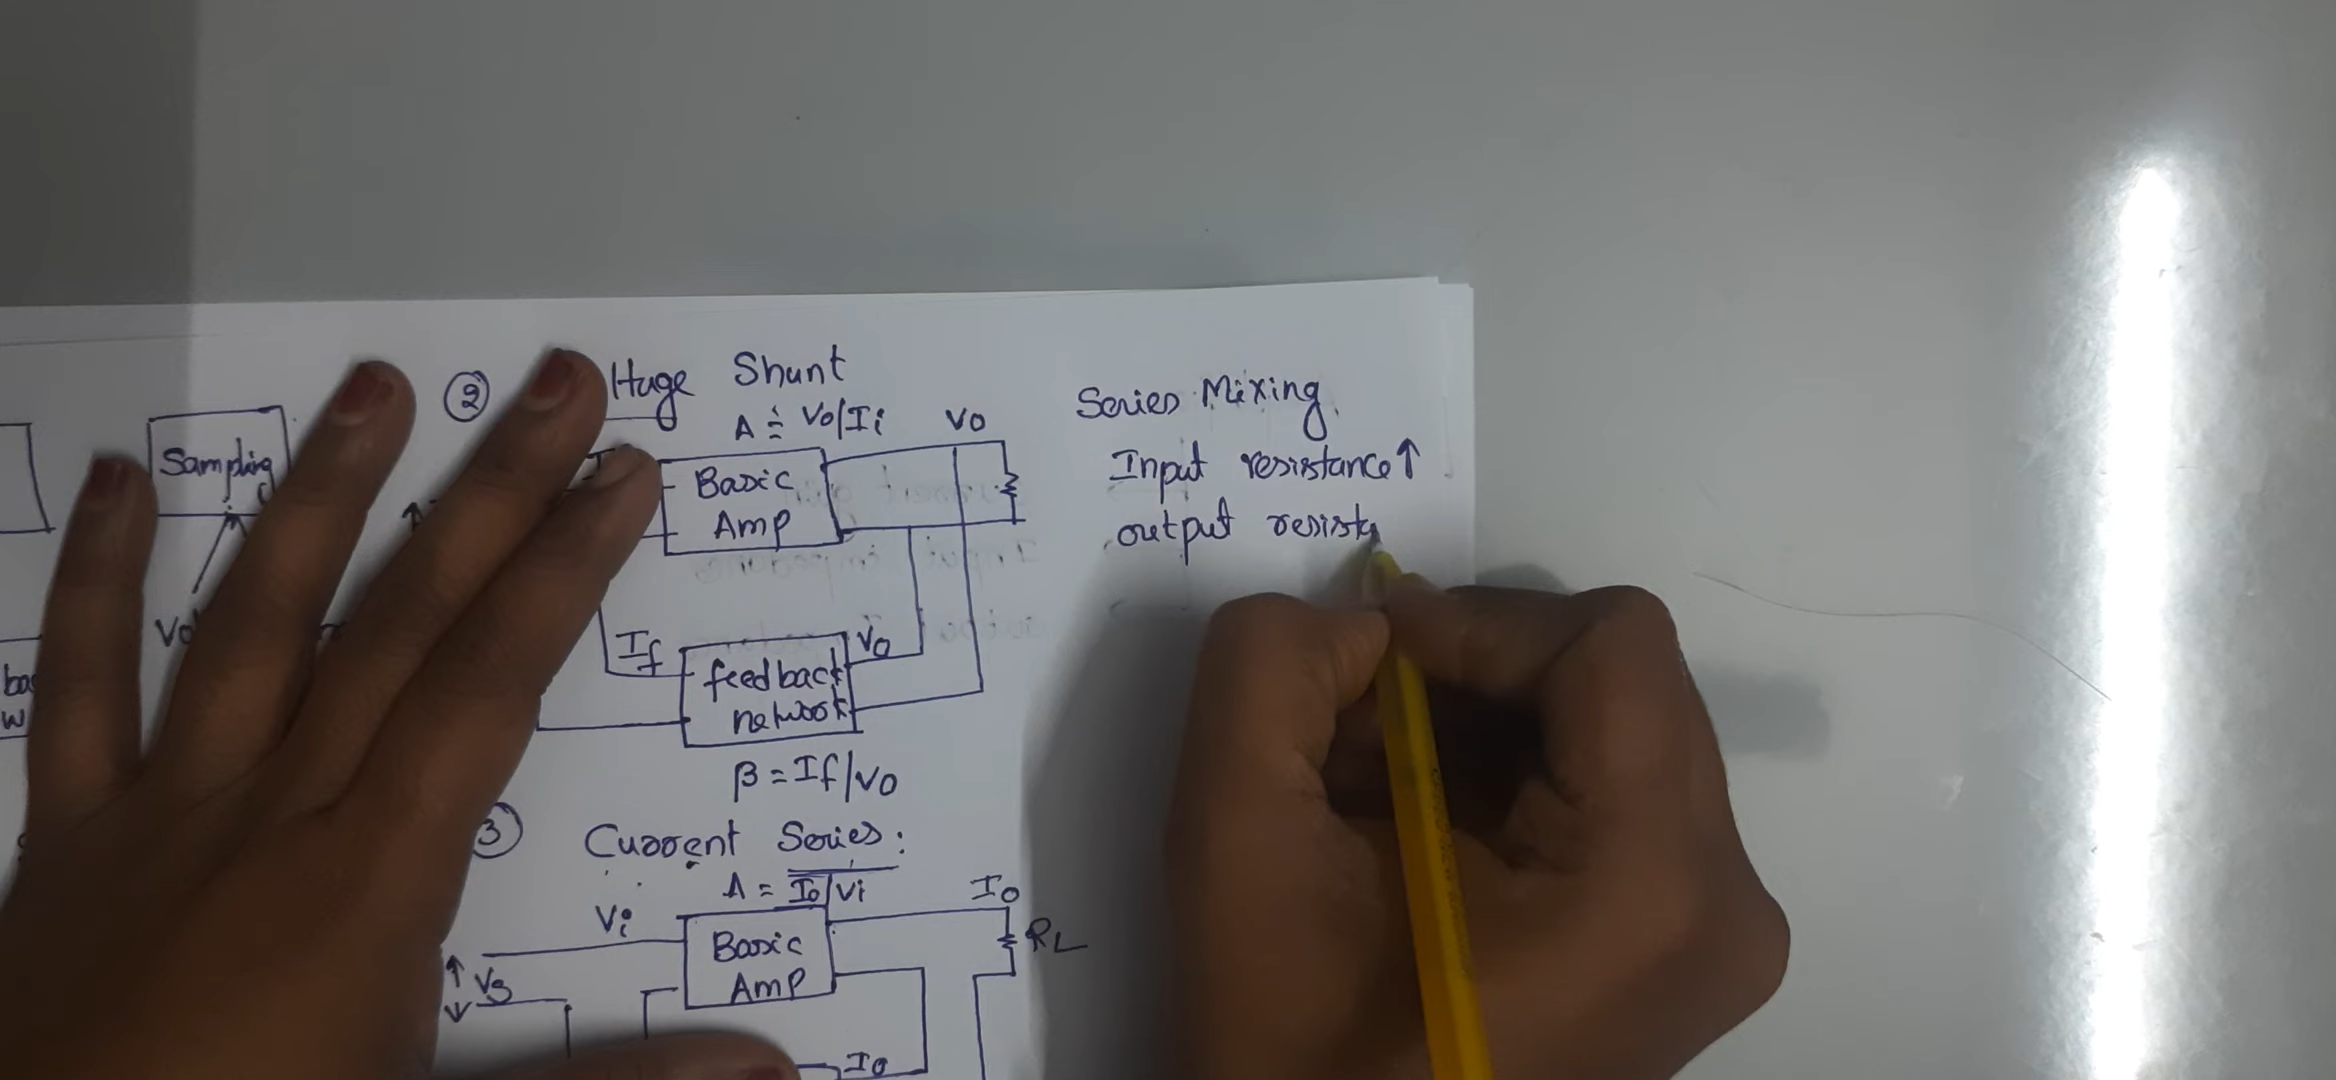 Sampling
②
ltage Shunt
A = Vo/Ii
Vo
Basic
Amp
If
Vo
feedback
network
β = If/Vo
Series Mixing
Input resistance ↑
output resista
3
Current Series:
A = Io/Vi
Io
Vi
RL
Basic
Amp
Vs
Io